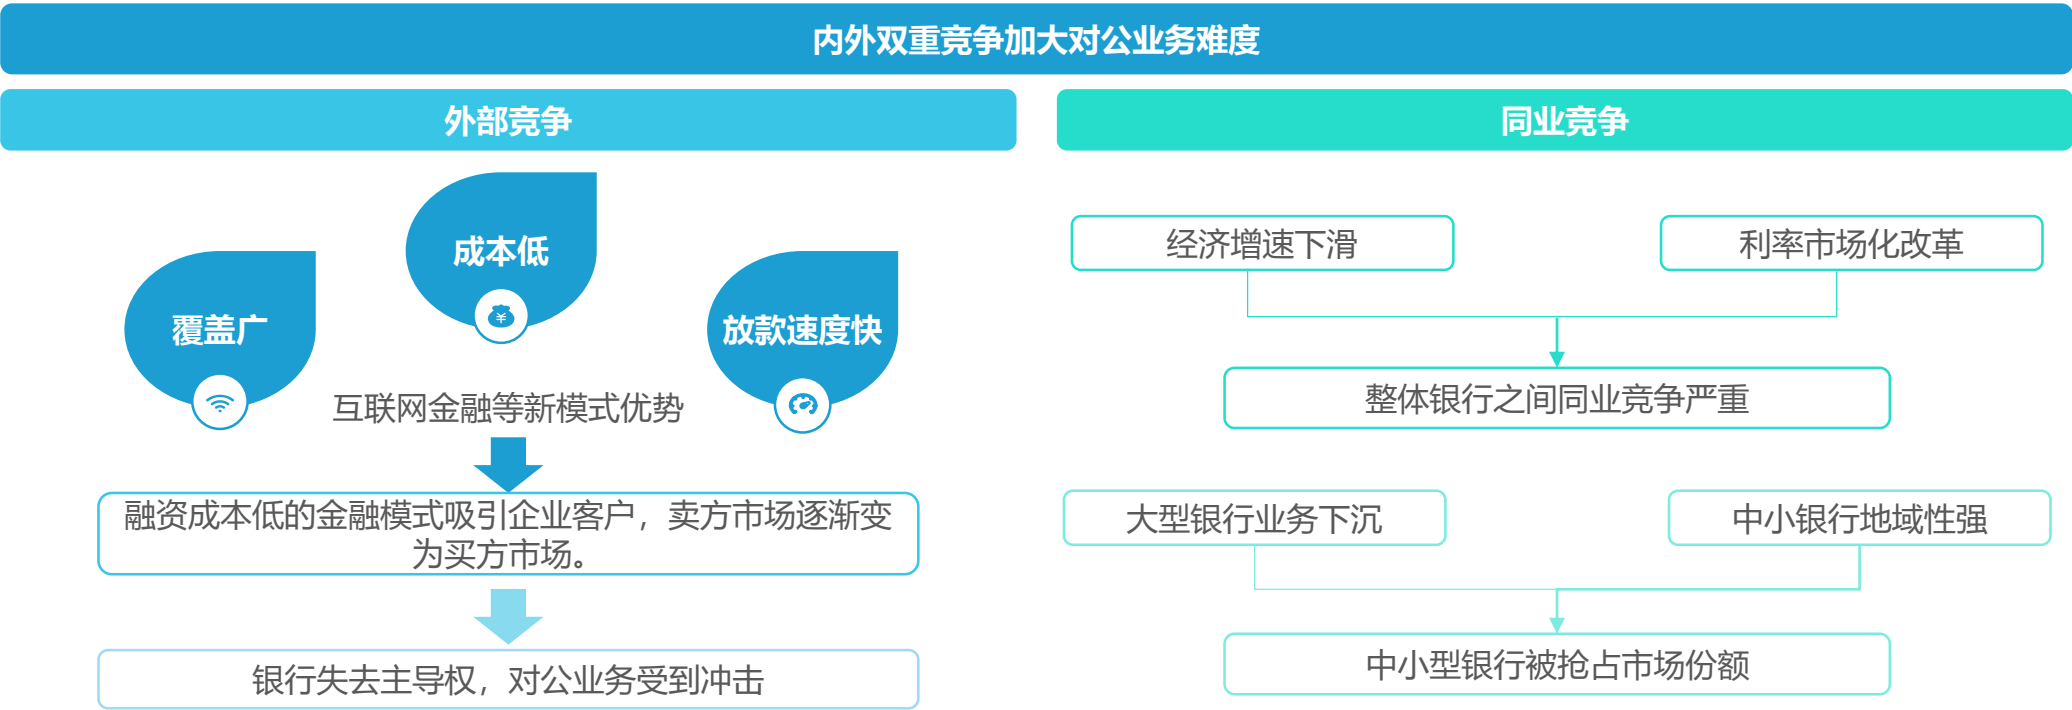 内外双重竞争加大对公业务难度
外部竞争
成本低
覆盖广
放款速度快
互联网金融等新模式优势
融资成本低的金融模式吸引企业客户，卖方市场逐渐变
为买方市场。
银行失去主导权，对公业务受到冲击
同业竞争
经济增速下滑
利率市场化改革
整体银行之间同业竞争严重
大型银行业务下沉
中小银行地域性强
中小型银行被抢占市场份额